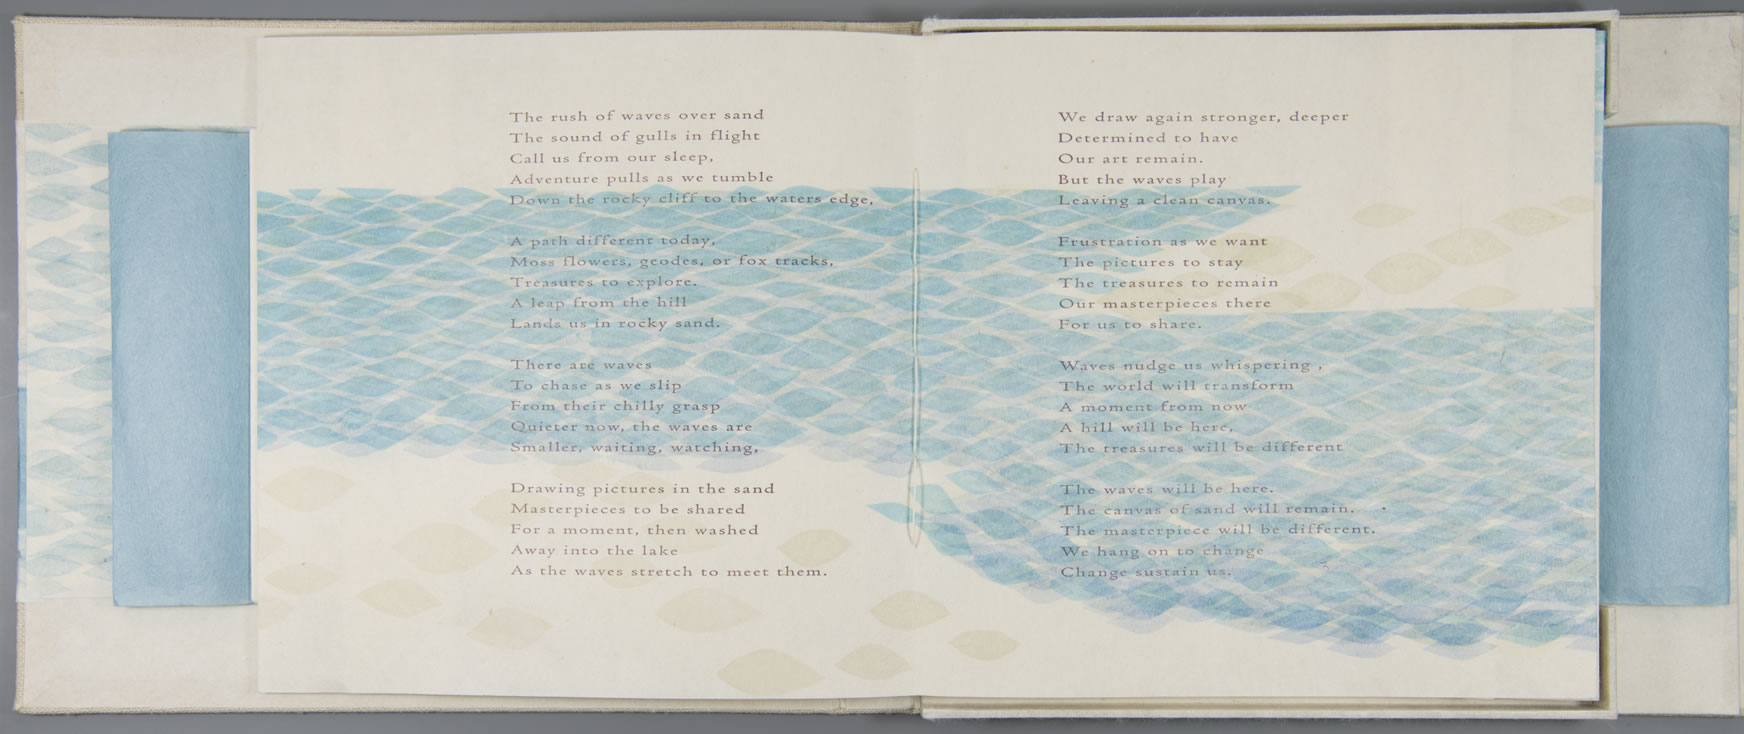 The rush of waves over sand
The sound of gulls in flight
Call us from our sleep,
Adventure pulls as we tumble
Down the rocky cliff to the waters edge,
A path different today,
Moss flowers, geodes, or fox tracks,
Treasures to explore.
A leap from the hill
Lands us in rocky sand.
There are waves
To chase as we slip
From their chilly grasp
Quieter now, the waves are
Smaller, waiting, watching,
Drawing pictures in the sand
Masterpieces to be shared
For a moment, then washed
Away into the lake
As the waves stretch to meet them.
We draw again stronger, deeper
Determined to have
Our art remain.
But the waves play
Leaving a clean canvas.
Frustration as we want
The pictures to stay
The treasures to remain
Our masterpieces there
For us to share.
Waves nudge us whispering ,
The world will transform
A moment from now
A hill will be here,
The treasures will be different
The waves will be here.
The canvas of sand will remain.
The masterpiece will be different.
We hang on to change
Change sustain us.